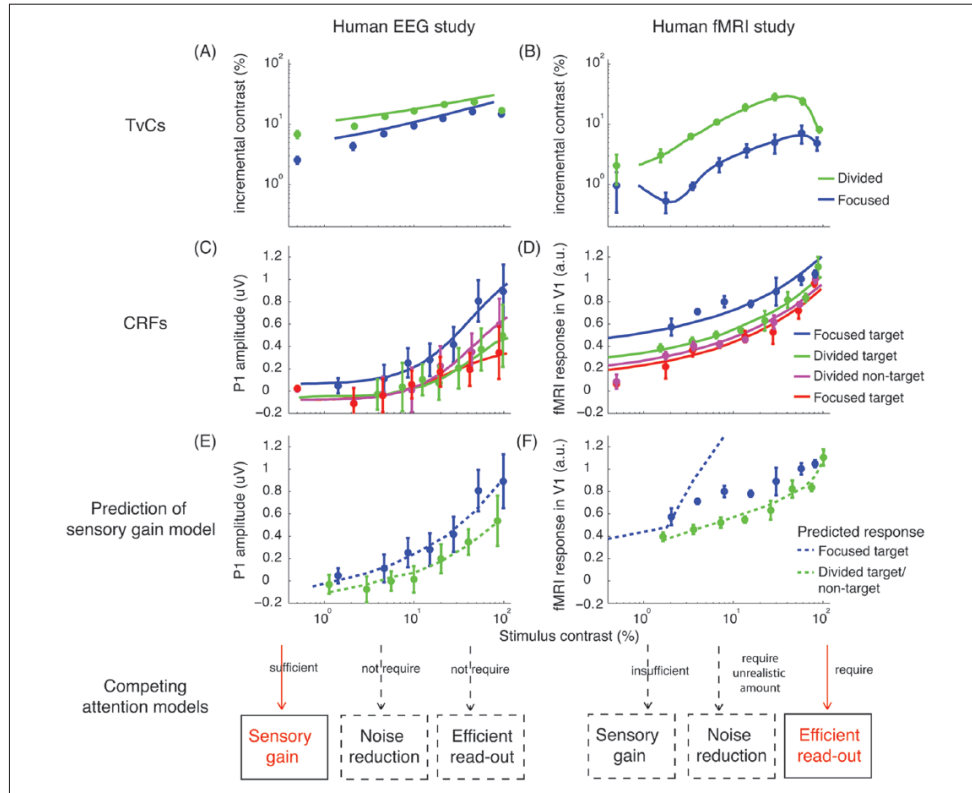 Human EEG study
Human fMRI study
(A)
(B)
TvCs
incremental contrast (%)
10²
10¹
10⁰
incremental contrast (%)
10²
10¹
10⁰
Divided
Focused
(C)
(D)
CRFs
P1 amplitude (uV)
1.2
1
0.8
0.6
0.4
0.2
0
−0.2
fMRI response in V1 (a.u.)
1.2
1
0.8
0.6
0.4
0.2
0
−0.2
Focused target
Divided target
Divided non-target
Focused target
(E)
(F)
Prediction of
sensory gain model
P1 amplitude (uV)
1.2
1
0.8
0.6
0.4
0.2
0
−0.2
fMRI response in V1 (a.u.)
1.2
1
0.8
0.6
0.4
0.2
0
−0.2
Predicted response
Focused target
Divided target/
non-target
10⁰
10¹
10²
10⁰
10¹
10²
Stimulus contrast (%)
sufficient
not require
not require
insufficient
require
unrealistic
amount
require
Competing
attention models
Sensory
gain
Noise
reduction
Efficient
read-out
Sensory
gain
Noise
reduction
Efficient
read-out